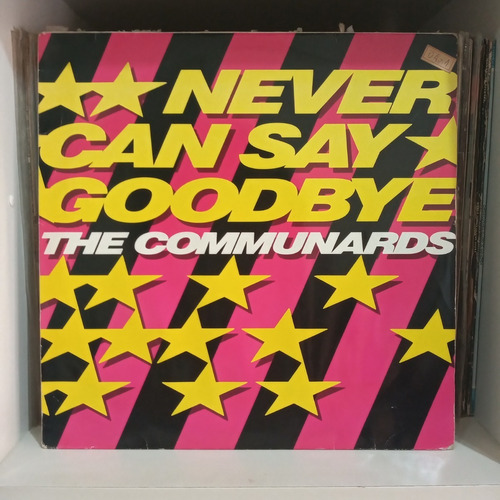 NEVER
CAN SAY
GOODBYE
THE COMMUNARDS